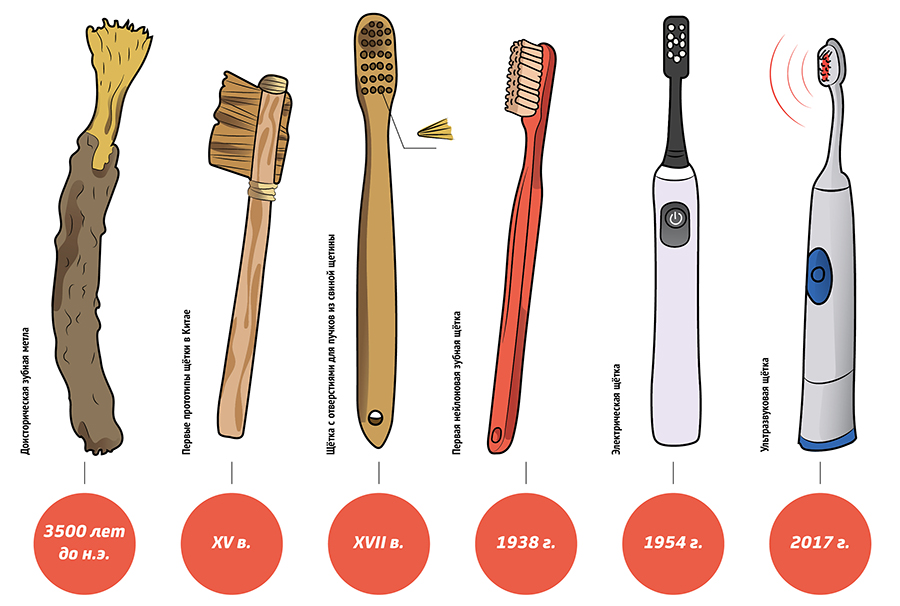 Доисторическая зубная метла
Первые прототипы щётки в Китае
Щётка с отверстиями для пучков из свиной щетины
Первая нейлоновая зубная щётка
Электрическая щётка
Ультразвуковая щётка
3500 лет
до н.э.
XV в.
XVII в.
1938 г.
1954 г.
2017 г.